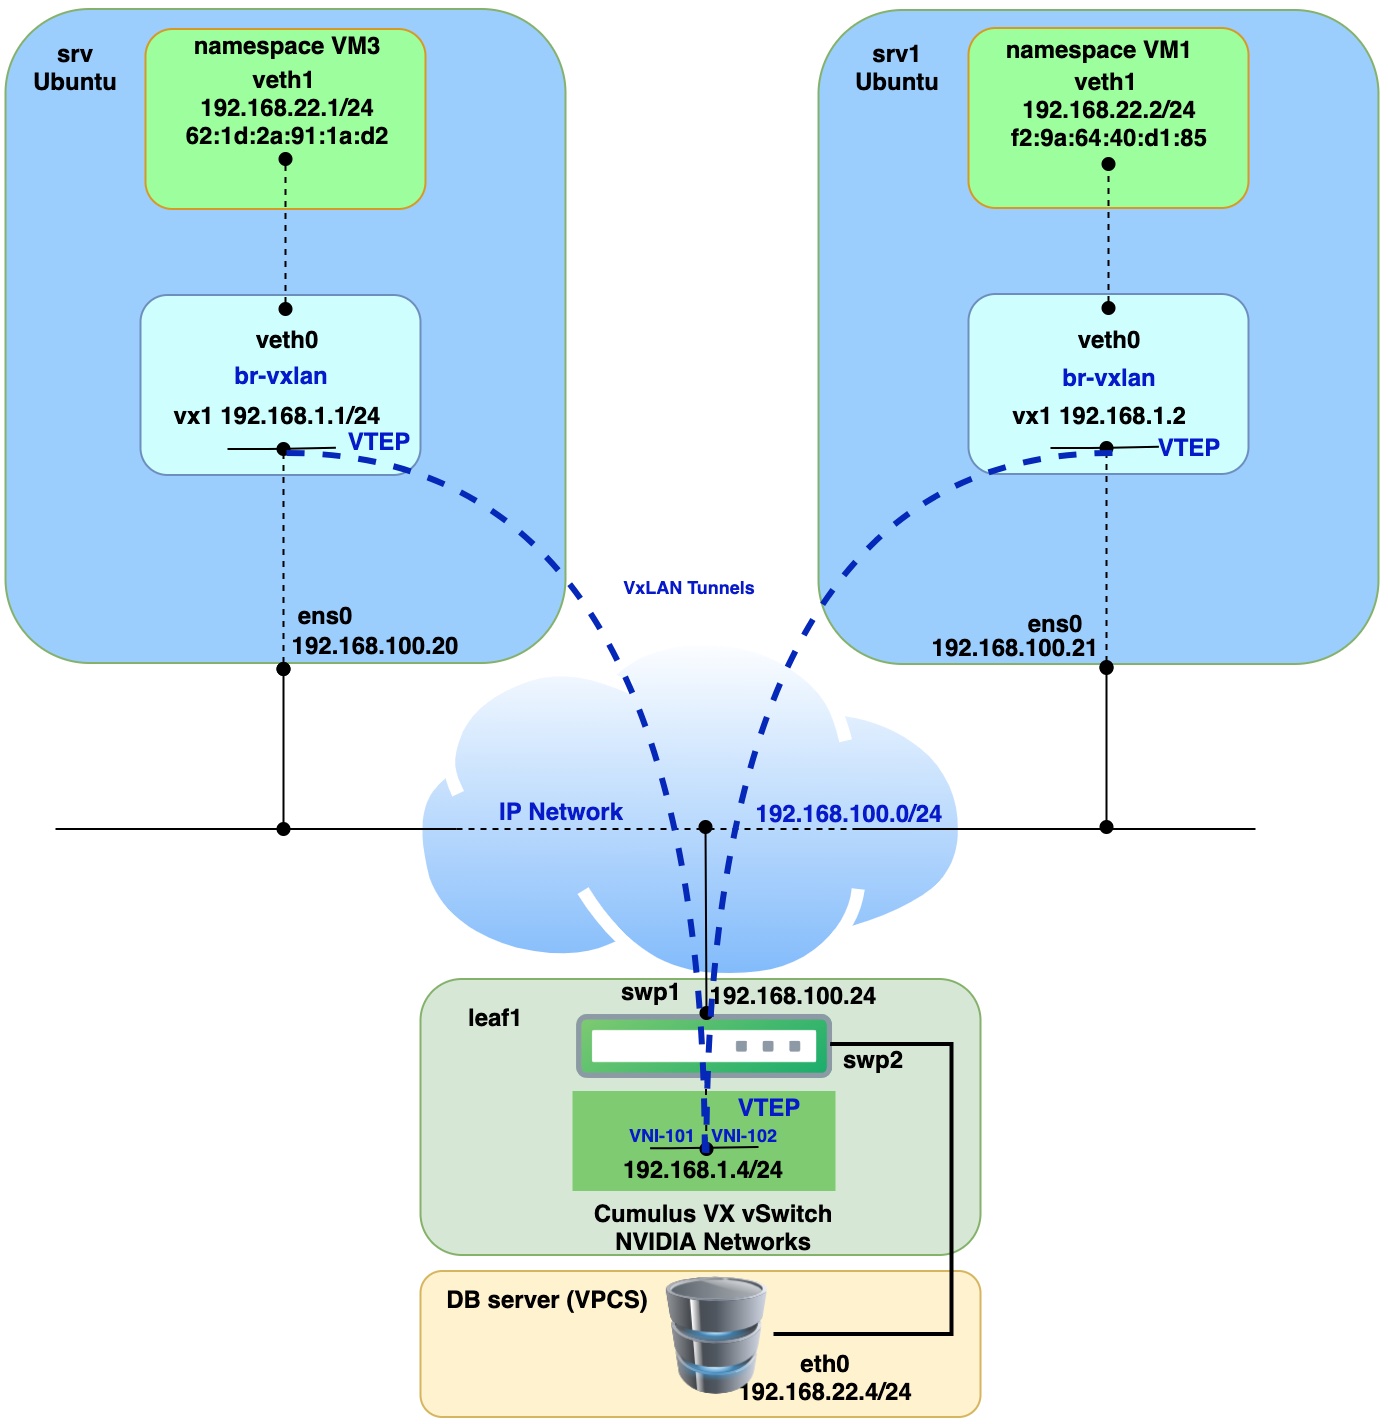 srv
Ubuntu
namespace VM3
veth1
192.168.22.1/24
62:1d:2a:91:1a:d2
veth0
br-vxlan
vx1 192.168.1.1/24
VTEP
ens0
192.168.100.20
srv1
Ubuntu
namespace VM1
veth1
192.168.22.2/24
f2:9a:64:40:d1:85
veth0
br-vxlan
vx1 192.168.1.2
VTEP
ens0
192.168.100.21
VxLAN Tunnels
IP Network
192.168.100.0/24
swp1
192.168.100.24
leaf1
swp2
VTEP
VNI-101
VNI-102
192.168.1.4/24
Cumulus VX vSwitch
NVIDIA Networks
DB server (VPCS)
eth0
192.168.22.4/24